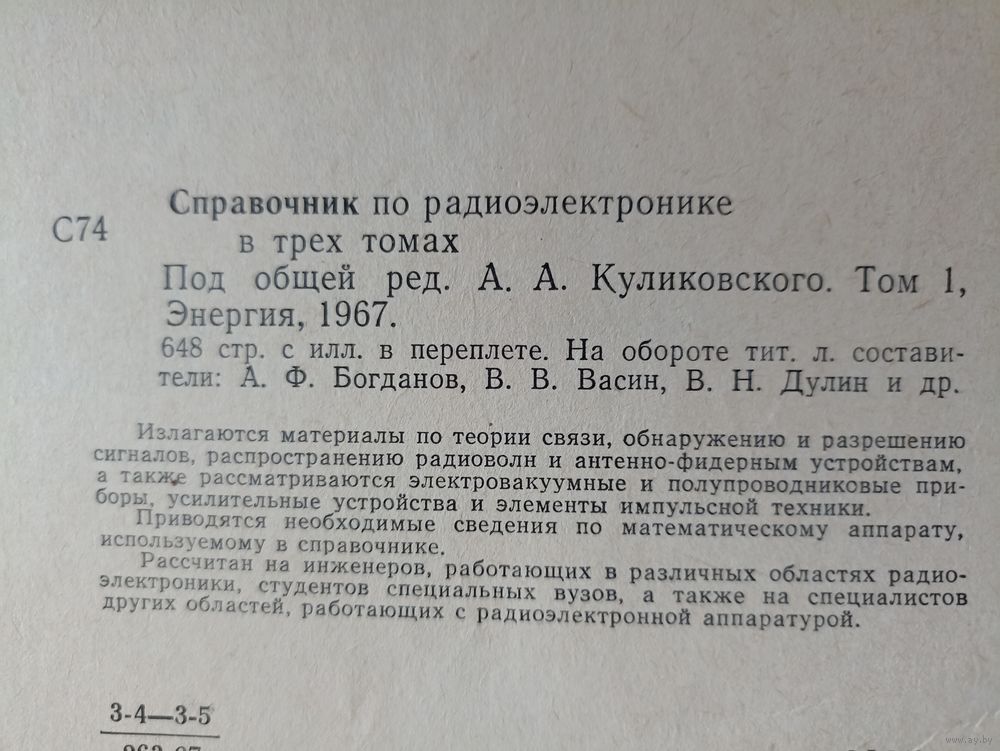 Справочник по радиоэлектронике
С74
в трех томах
Под общей ред. А. А. Куликовского. Том 1,
Энергия, 1967.
648 стр. с илл. в переплете. На обороте тит. л. состави-
тели: А. Ф. Богданов, В. В. Васин, В. Н. Дулин и др.
Излагаются материалы по теории связи, обнаружению и разрешению
сигналов, распространению радиоволн и антенно-фидерным устройствам,
а также рассматриваются электровакуумные и полупроводниковые при-
боры, усилительные устройства и элементы импульсной техники.
Приводятся необходимые сведения по математическому аппарату,
используемому в справочнике.
Рассчитан на инженеров, работающих в различных областях радио-
электроники, студентов специальных вузов, а также на специалистов
других областей, работающих с радиоэлектронной аппаратурой.
3-4—3-5
www.ay.by